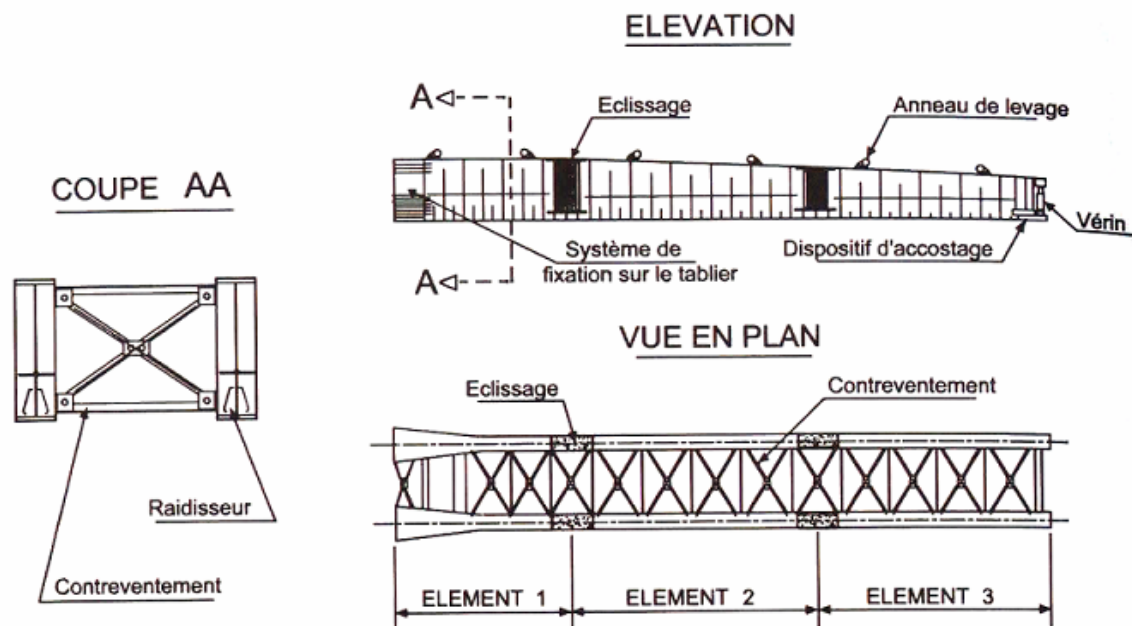 ELEVATION
A
Eclissage
Anneau de levage
COUPE AA
Vérin
Système de
fixation sur le tablier
Dispositif d'accostage
A
VUE EN PLAN
Eclissage
Contreventement
Raidisseur
Contreventement
ELEMENT 1
ELEMENT 2
ELEMENT 3